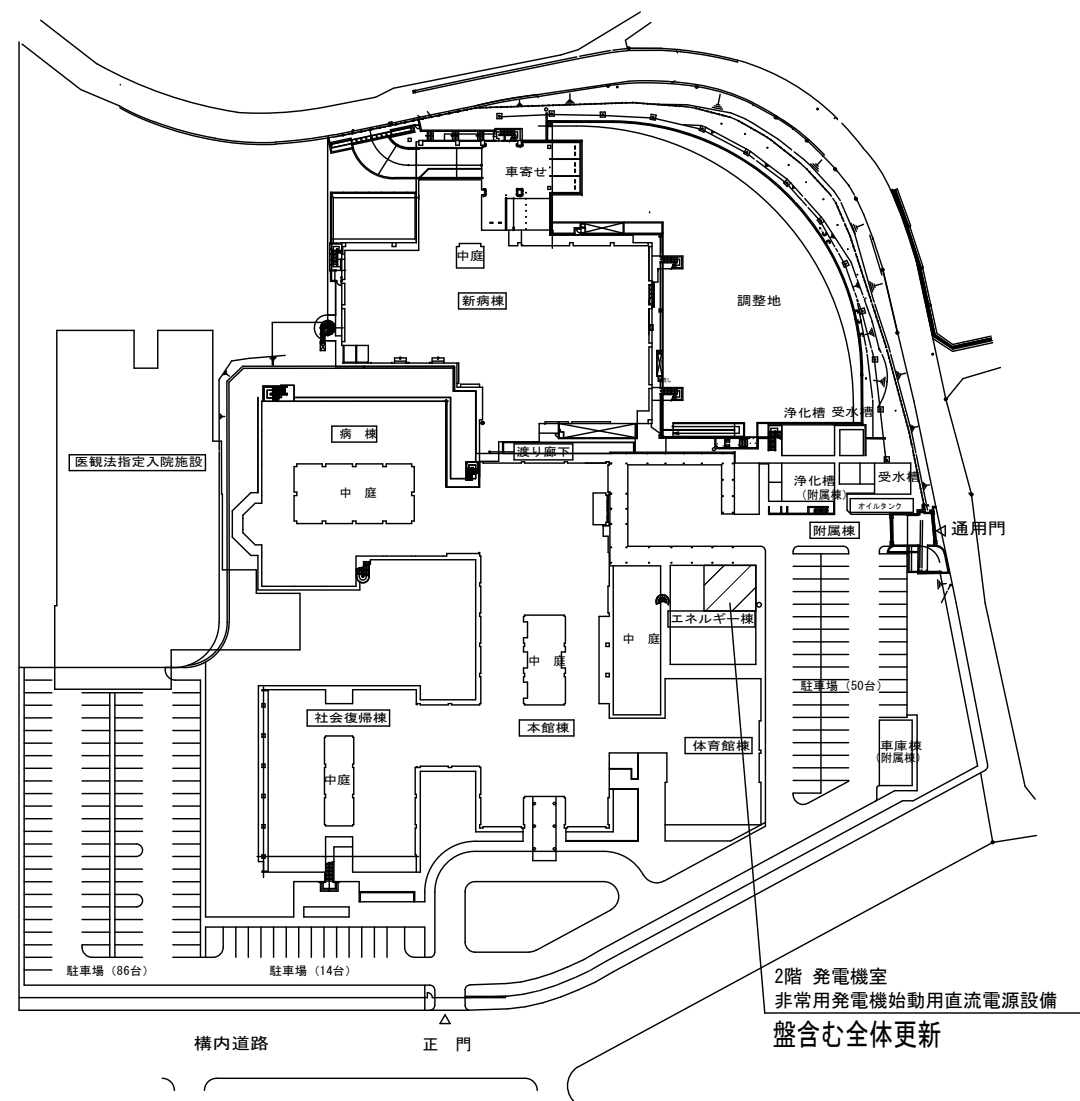 車寄せ
中庭
新病棟
調整地
浄化槽 受水槽
病 棟
渡り廊下
医観法指定入院施設
中 庭
浄化槽
(附属棟)
受水槽
オイルタンク
附属棟
通用門
エネルギー棟
中 庭
中 庭
駐車場 (50台)
社会復帰棟
本館棟
体育館棟
車庫棟
(附属棟)
中庭
駐車場 (86台)
駐車場 (14台)
2階 発電機室
非常用発電機始動用直流電源設備
盤含む全体更新
構内道路
正 門